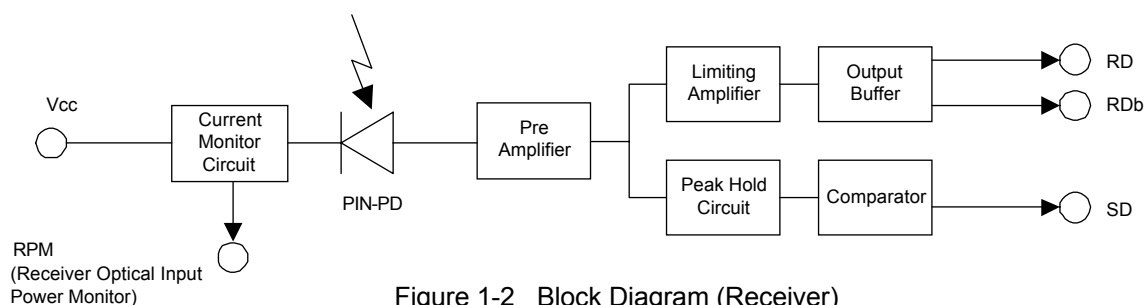 Vcc
Current
Monitor
Circuit
RPM
(Receiver Optical Input
Power Monitor)
PIN-PD
Pre
Amplifier
Limiting
Amplifier
Output
Buffer
RD
RDb
Peak Hold
Circuit
Comparator
SD
Figure 1-2 Block Diagram (Receiver)